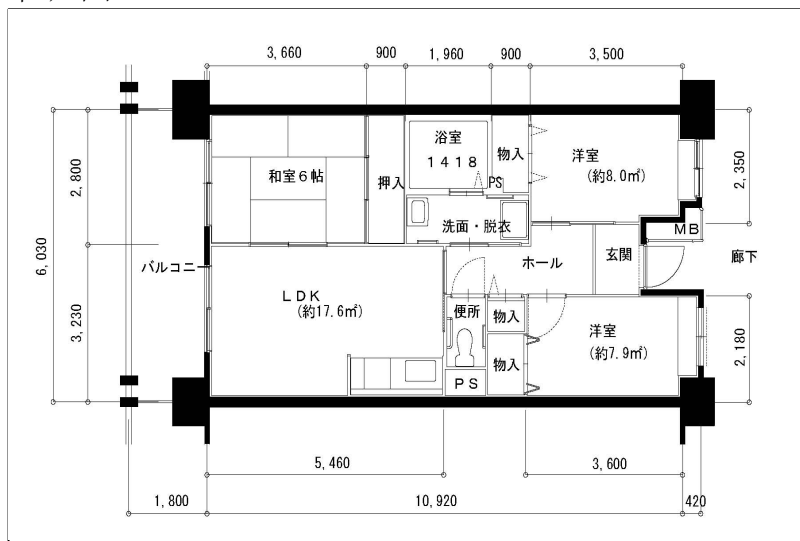 3,660
900
1,960
900
3,500
浴室
1418
物入
洋室
(約8.0㎡)
和室6帖
押入
PS
洗面・脱衣
2,800
2,350
6,030
MB
バルコニー
ホール
玄関
廊下
LDK
(約17.6㎡)
便所
物入
洋室
(約7.9㎡)
3,230
2,180
物入
PS
5,460
3,600
1,800
10,920
420